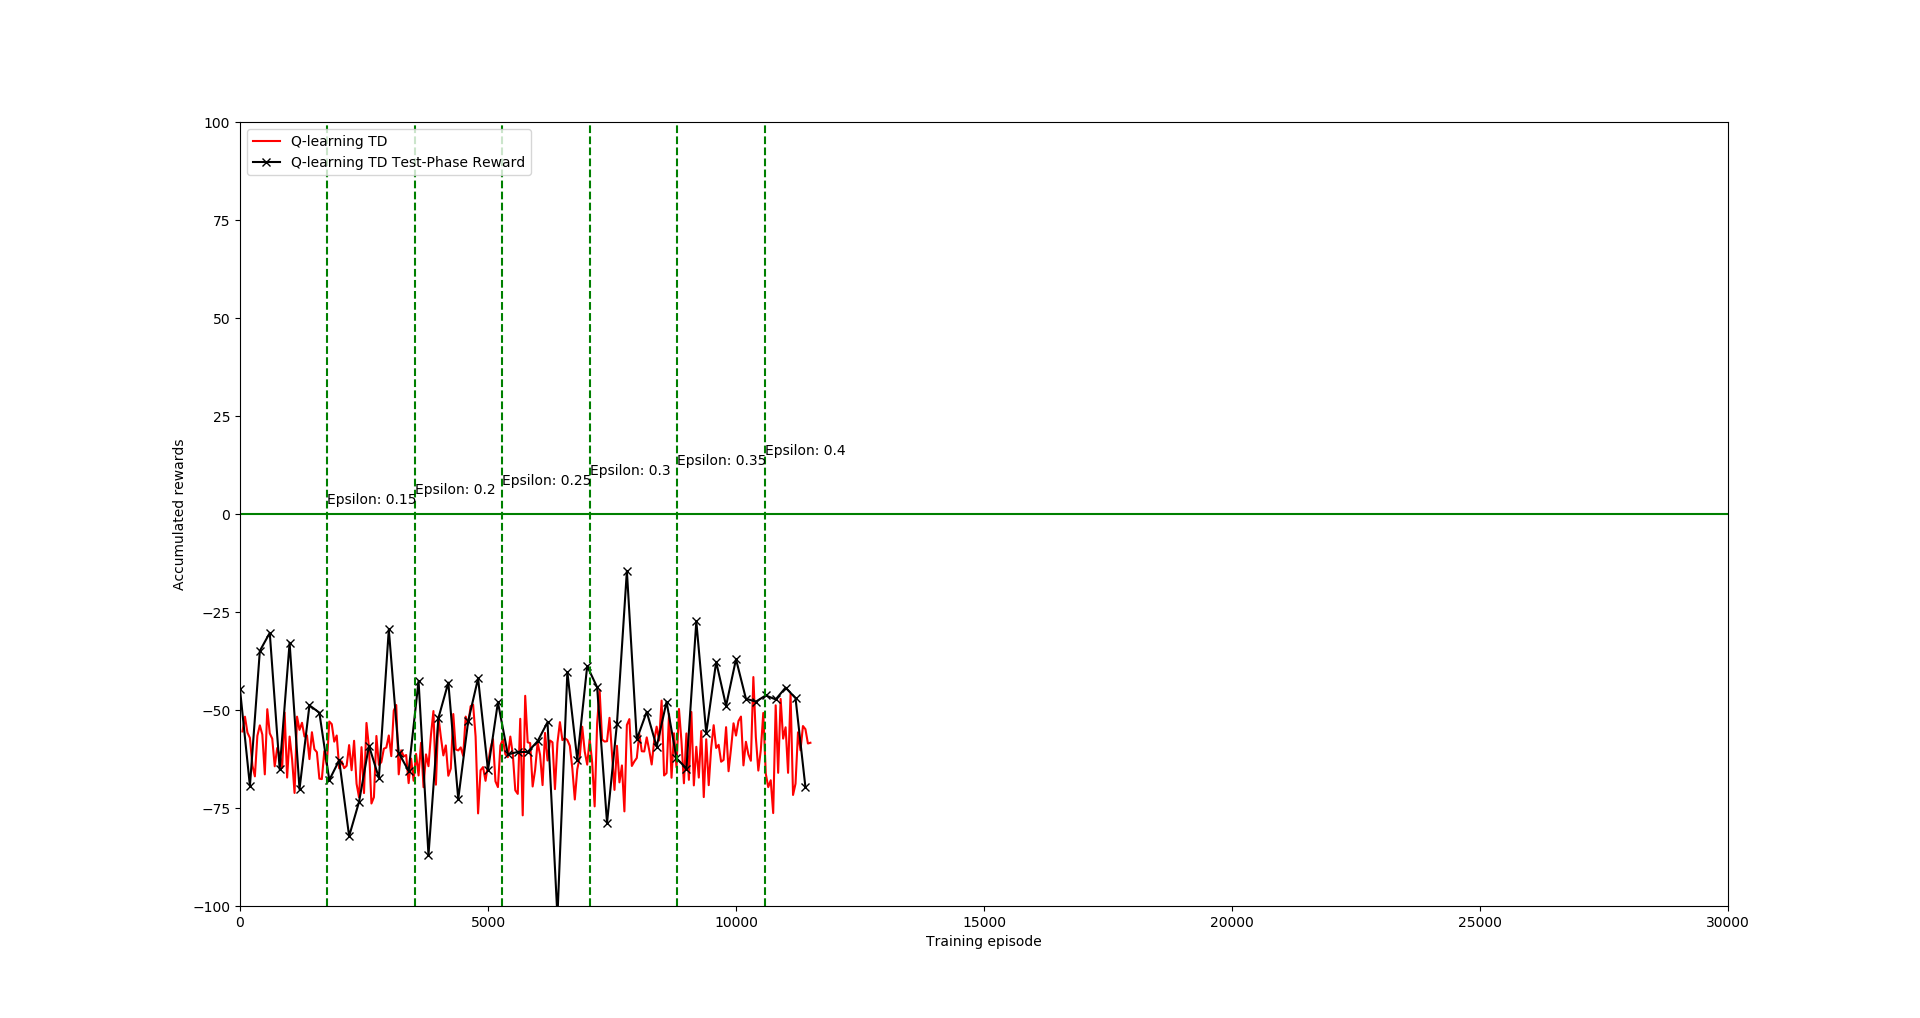 Q-learning TD
Q-learning TD Test-Phase Reward
100
75
50
25
0
−25
−50
−75
−100
Accumulated rewards
Epsilon: 0.15
Epsilon: 0.2
Epsilon: 0.25
Epsilon: 0.3
Epsilon: 0.35
Epsilon: 0.4
0
5000
10000
15000
20000
25000
30000
Training episode